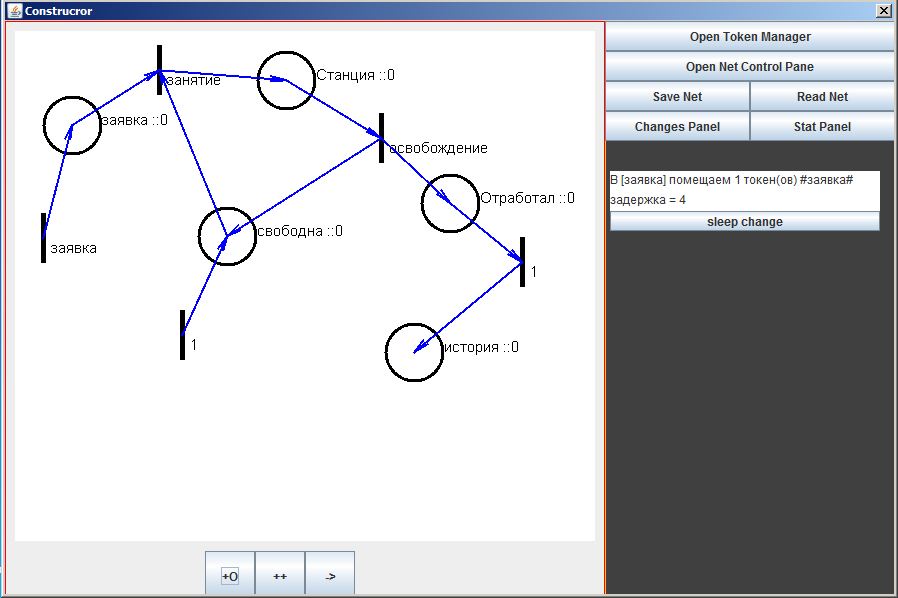 Construcror
Open Token Manager
Open Net Control Pane
Save Net
Read Net
Changes Panel
Stat Panel
В [заявка] помещаем 1 токен(ов) #заявка#
задержка = 4
sleep change
занятие
Станция ::0
заявка ::0
освобождение
Отработал ::0
свободна ::0
заявка
1
1
история ::0
+O
++
->